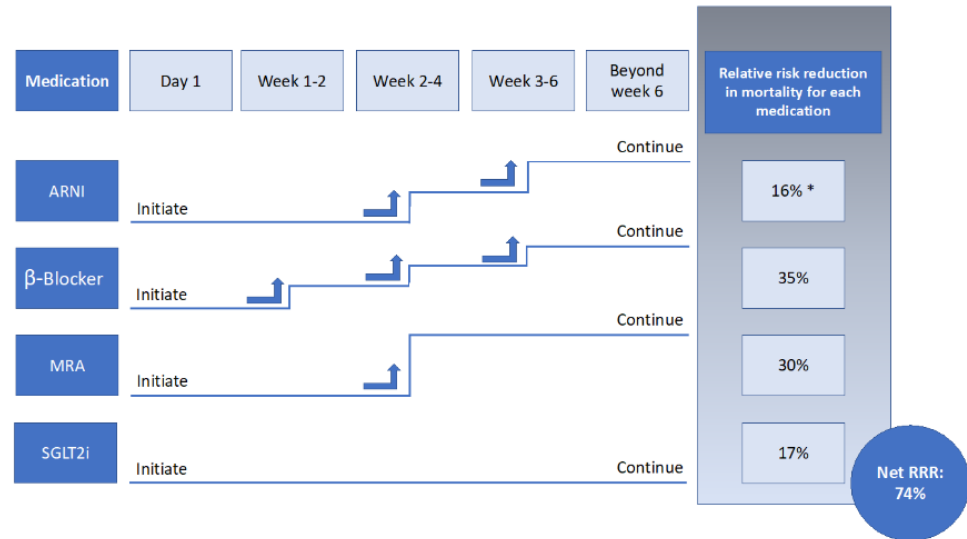 Medication
Day 1
Week 1-2
Week 2-4
Week 3-6
Beyond
week 6
Relative risk reduction
in mortality for each
medication
ARNI
Initiate
Continue
16% *
β-Blocker
Initiate
Continue
35%
MRA
Initiate
Continue
30%
SGLT2i
Initiate
Continue
17%
Net RRR:
74%